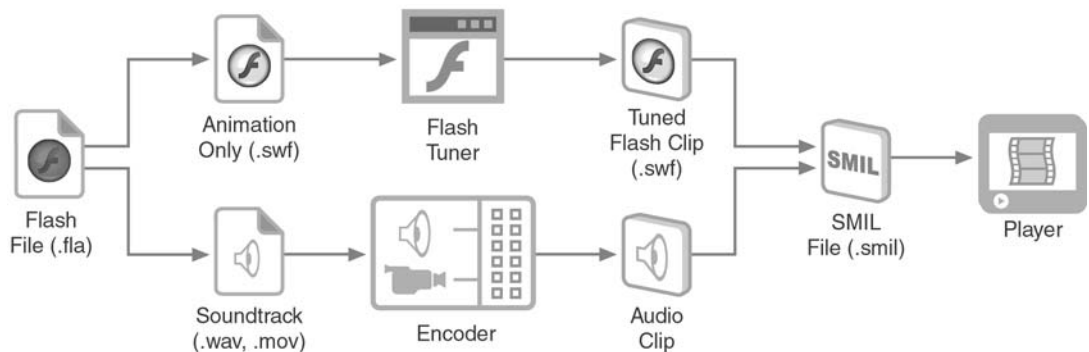 Flash
File (.fla)
Animation
Only (.swf)
Flash
Tuner
Tuned
Flash Clip
(.swf)
Soundtrack
(.wav, .mov)
Encoder
Audio
Clip
SMIL
SMIL
File (.smil)
Player